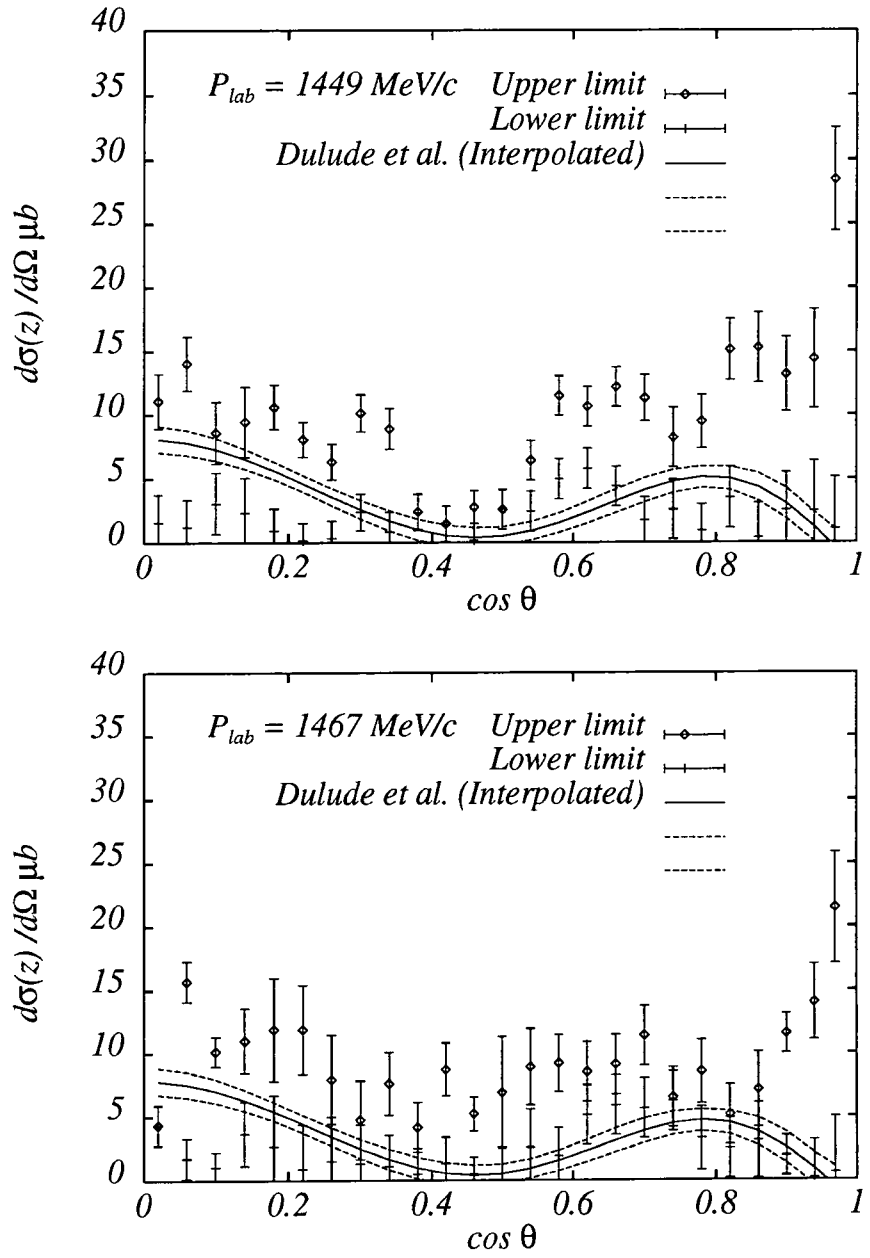 40
35
30
25
20
15
10
5
0
dσ(z) /dΩ μb
P_lab = 1449 MeV/c Upper limit
Lower limit
Dulude et al. (Interpolated)
0 0.2 0.4 0.6 0.8 1
cos θ
40
35
30
25
20
15
10
5
0
dσ(z) /dΩ μb
P_lab = 1467 MeV/c Upper limit
Lower limit
Dulude et al. (Interpolated)
0 0.2 0.4 0.6 0.8 1
cos θ